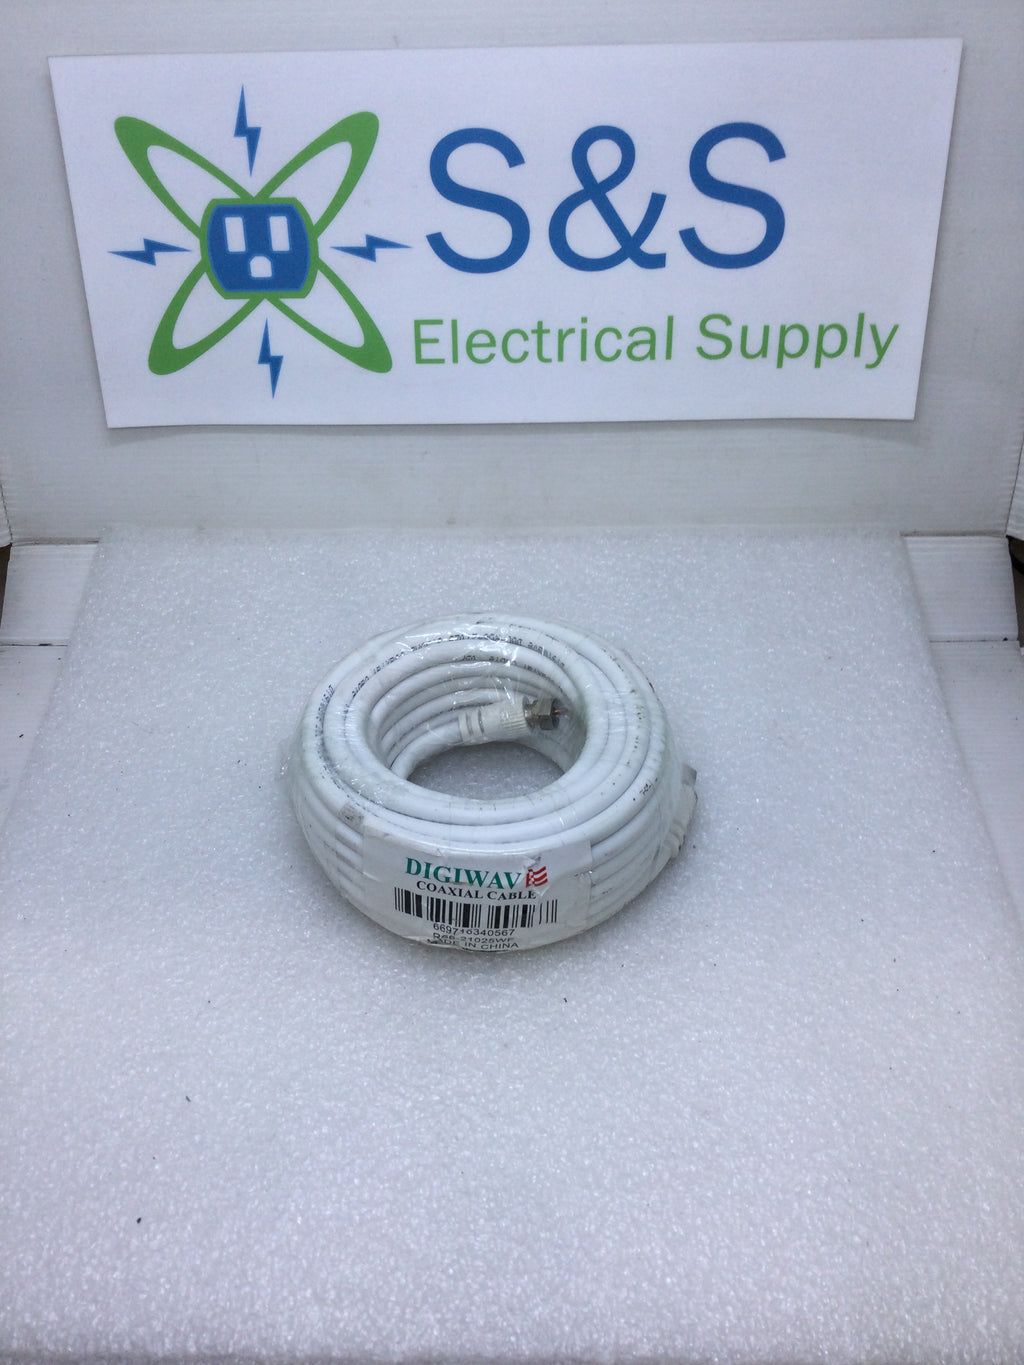 S&S
Electrical Supply
DIGIWAV
COAXIAL CABLE
669716340567
MADE IN CHINA